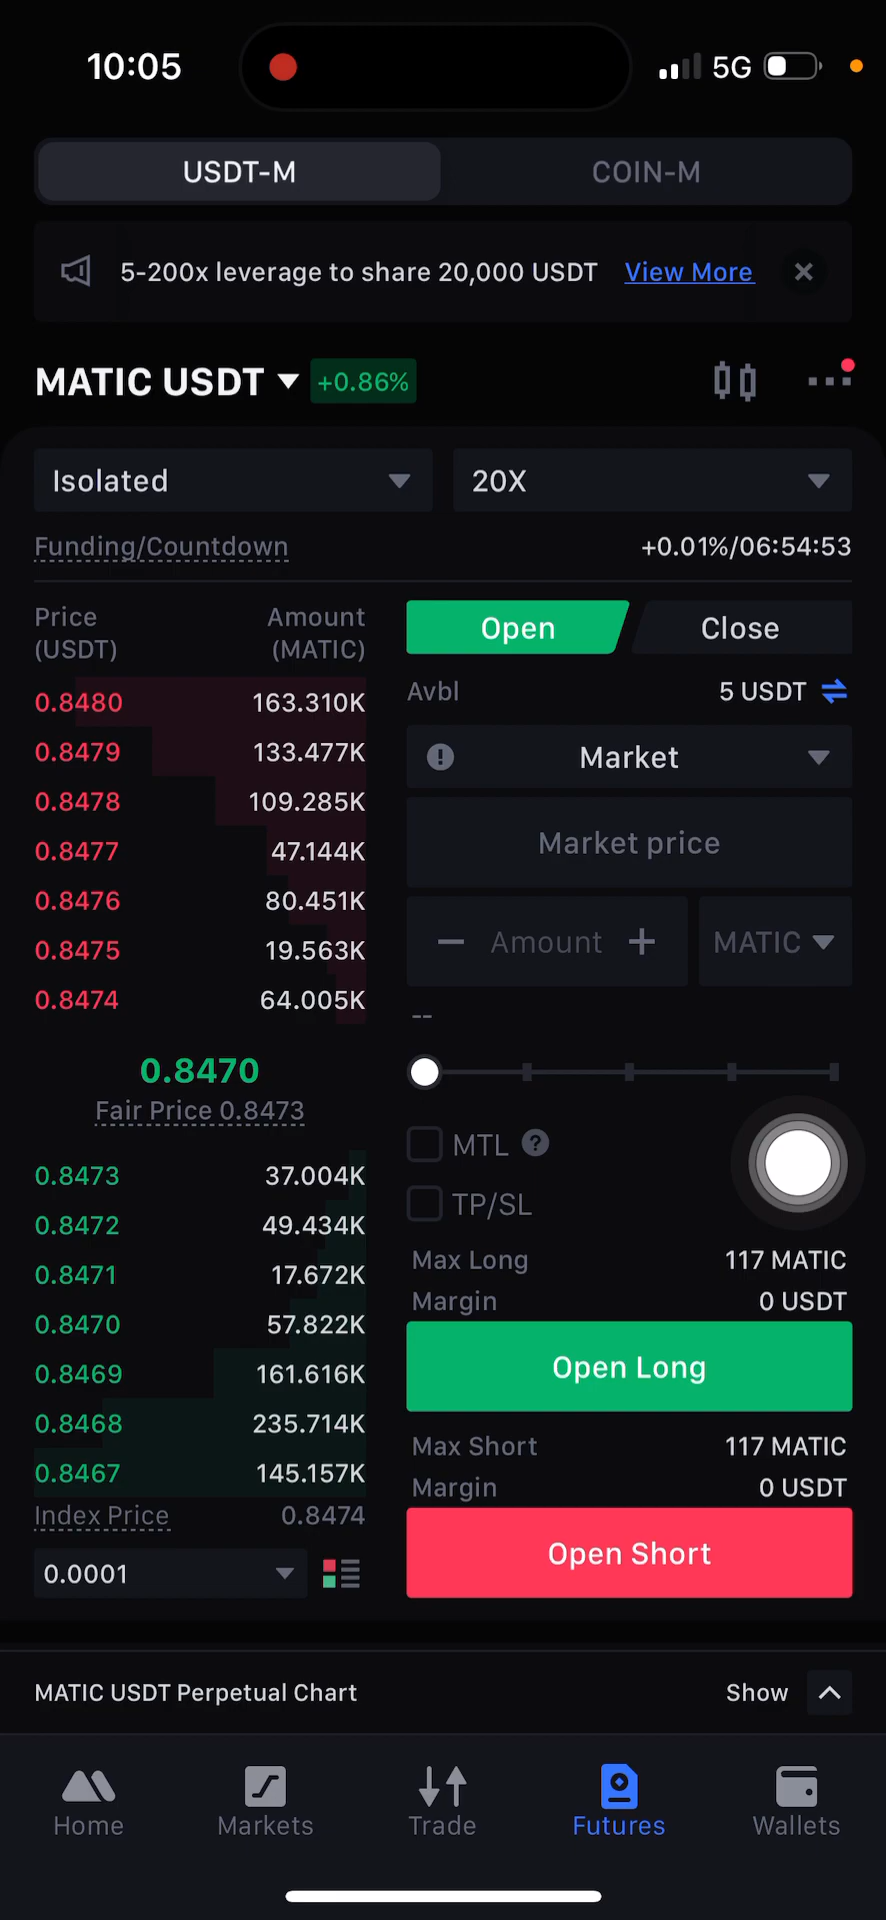 10:05
5G
USDT-M
COIN-M
5-200x leverage to share 20,000 USDT View More
MATIC USDT +0.86%
Isolated
20X
Funding/Countdown
+0.01%/06:54:53
Price
(USDT)
Amount
(MATIC)
0.8480 163.310K
0.8479 133.477K
0.8478 109.285K
0.8477 47.144K
0.8476 80.451K
0.8475 19.563K
0.8474 64.005K
0.8470
Fair Price 0.8473
0.8473 37.004K
0.8472 49.434K
0.8471 17.672K
0.8470 57.822K
0.8469 161.616K
0.8468 235.714K
0.8467 145.157K
Index Price 0.8474
0.0001
Open
Close
Avbl 5 USDT
Market
Market price
Amount
MATIC
--
MTL
TP/SL
Max Long 117 MATIC
Margin 0 USDT
Open Long
Max Short 117 MATIC
Margin 0 USDT
Open Short
MATIC USDT Perpetual Chart
Show
Home
Markets
Trade
Futures
Wallets